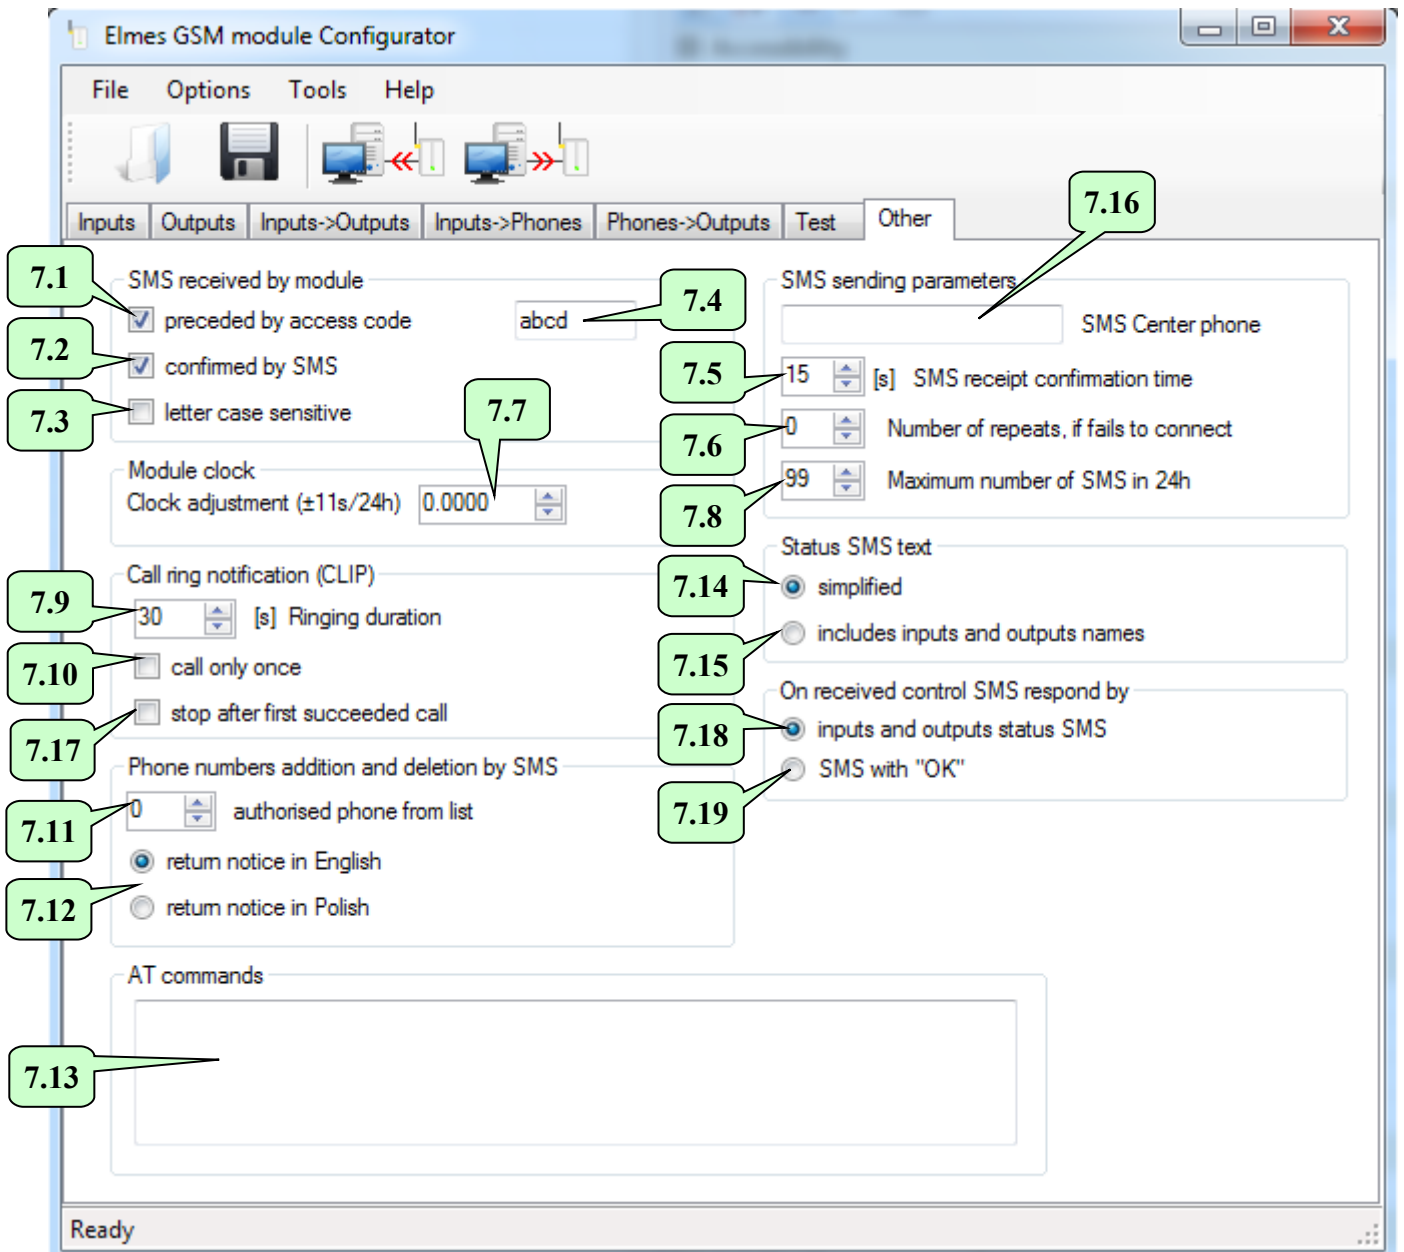 Elmes GSM module Configurator
File Options Tools Help
Inputs Outputs Inputs->Outputs Inputs->Phones Phones->Outputs Test Other
7.16
7.1
SMS received by module
preceded by access code
abcd
7.4
7.2
confirmed by SMS
7.3
letter case sensitive
7.7
Module clock
Clock adjustment (±11s/24h) 0.0000
Call ring notification (CLIP)
7.9
30 [s] Ringing duration
7.10
call only once
7.17
stop after first succeeded call
Phone numbers addition and deletion by SMS
7.11
0 authorised phone from list
return notice in English
7.12
return notice in Polish
SMS sending parameters
SMS Center phone
7.5
15 [s] SMS receipt confirmation time
7.6
0 Number of repeats, if fails to connect
7.8
99 Maximum number of SMS in 24h
Status SMS text
7.14
simplified
7.15
includes inputs and outputs names
On received control SMS respond by
7.18
inputs and outputs status SMS
7.19
SMS with "OK"
AT commands
7.13
Ready